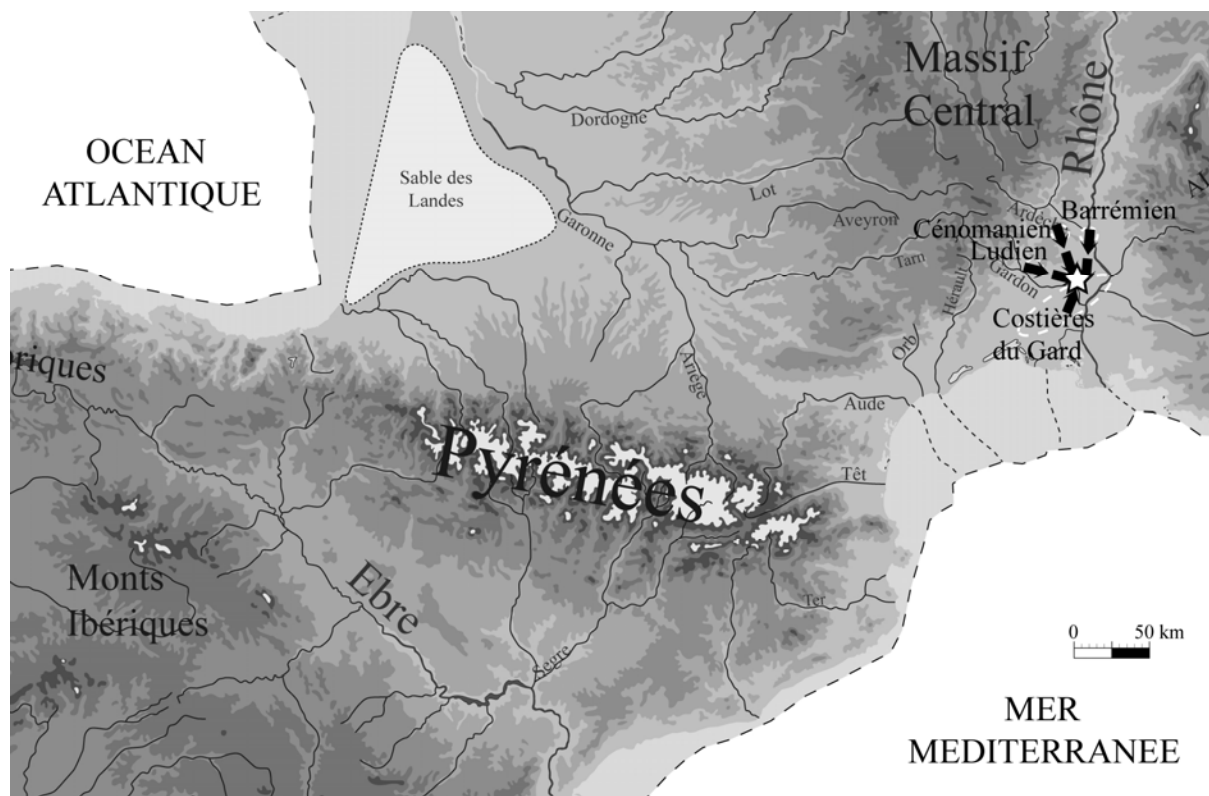 Massif
Central
Rhône
OCEAN
ATLANTIQUE
Dordogne
Sable des
Landes
Lot
Garonne
Aveyron
Tarn
Ardèche
Barrémien
Cénomanien
Ludien
Gardon
Hérault
Costières
du Gard
Orb
Ariège
Aude
Pyrénées
Têt
Monts
Ibériques
Ebre
Ter
Segre
0 50 km
MER
MEDITERRANEE